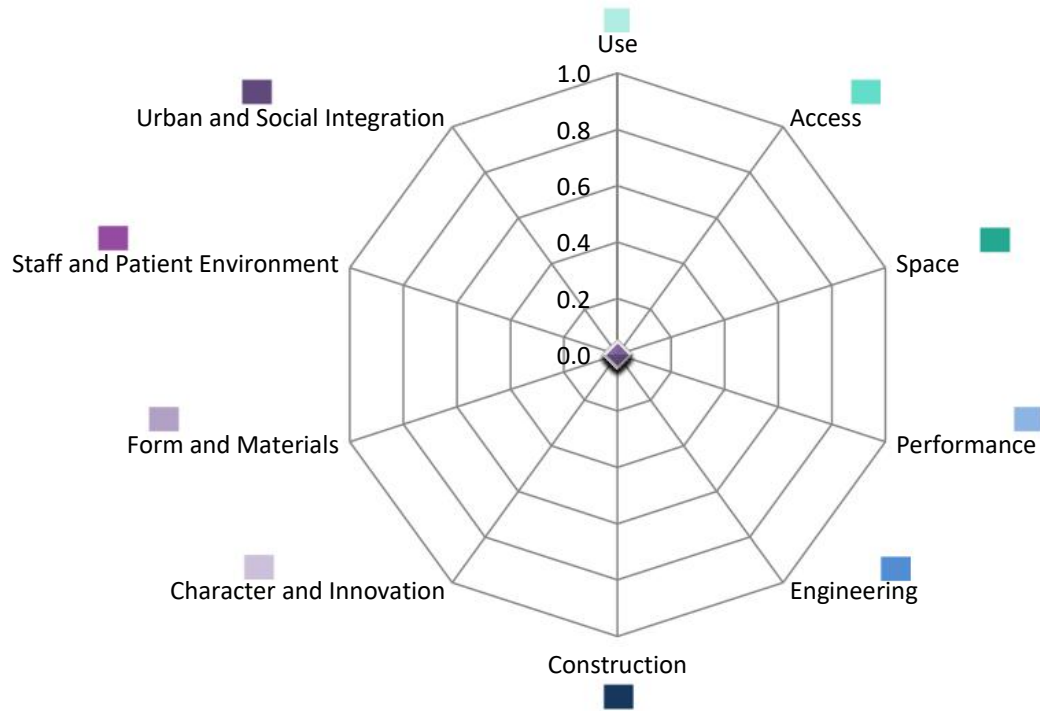 Use
1.0
Urban and Social Integration
Access
0.8
0.6
Staff and Patient Environment
Space
0.4
0.2
0.0
Form and Materials
Performance
Character and Innovation
Engineering
Construction